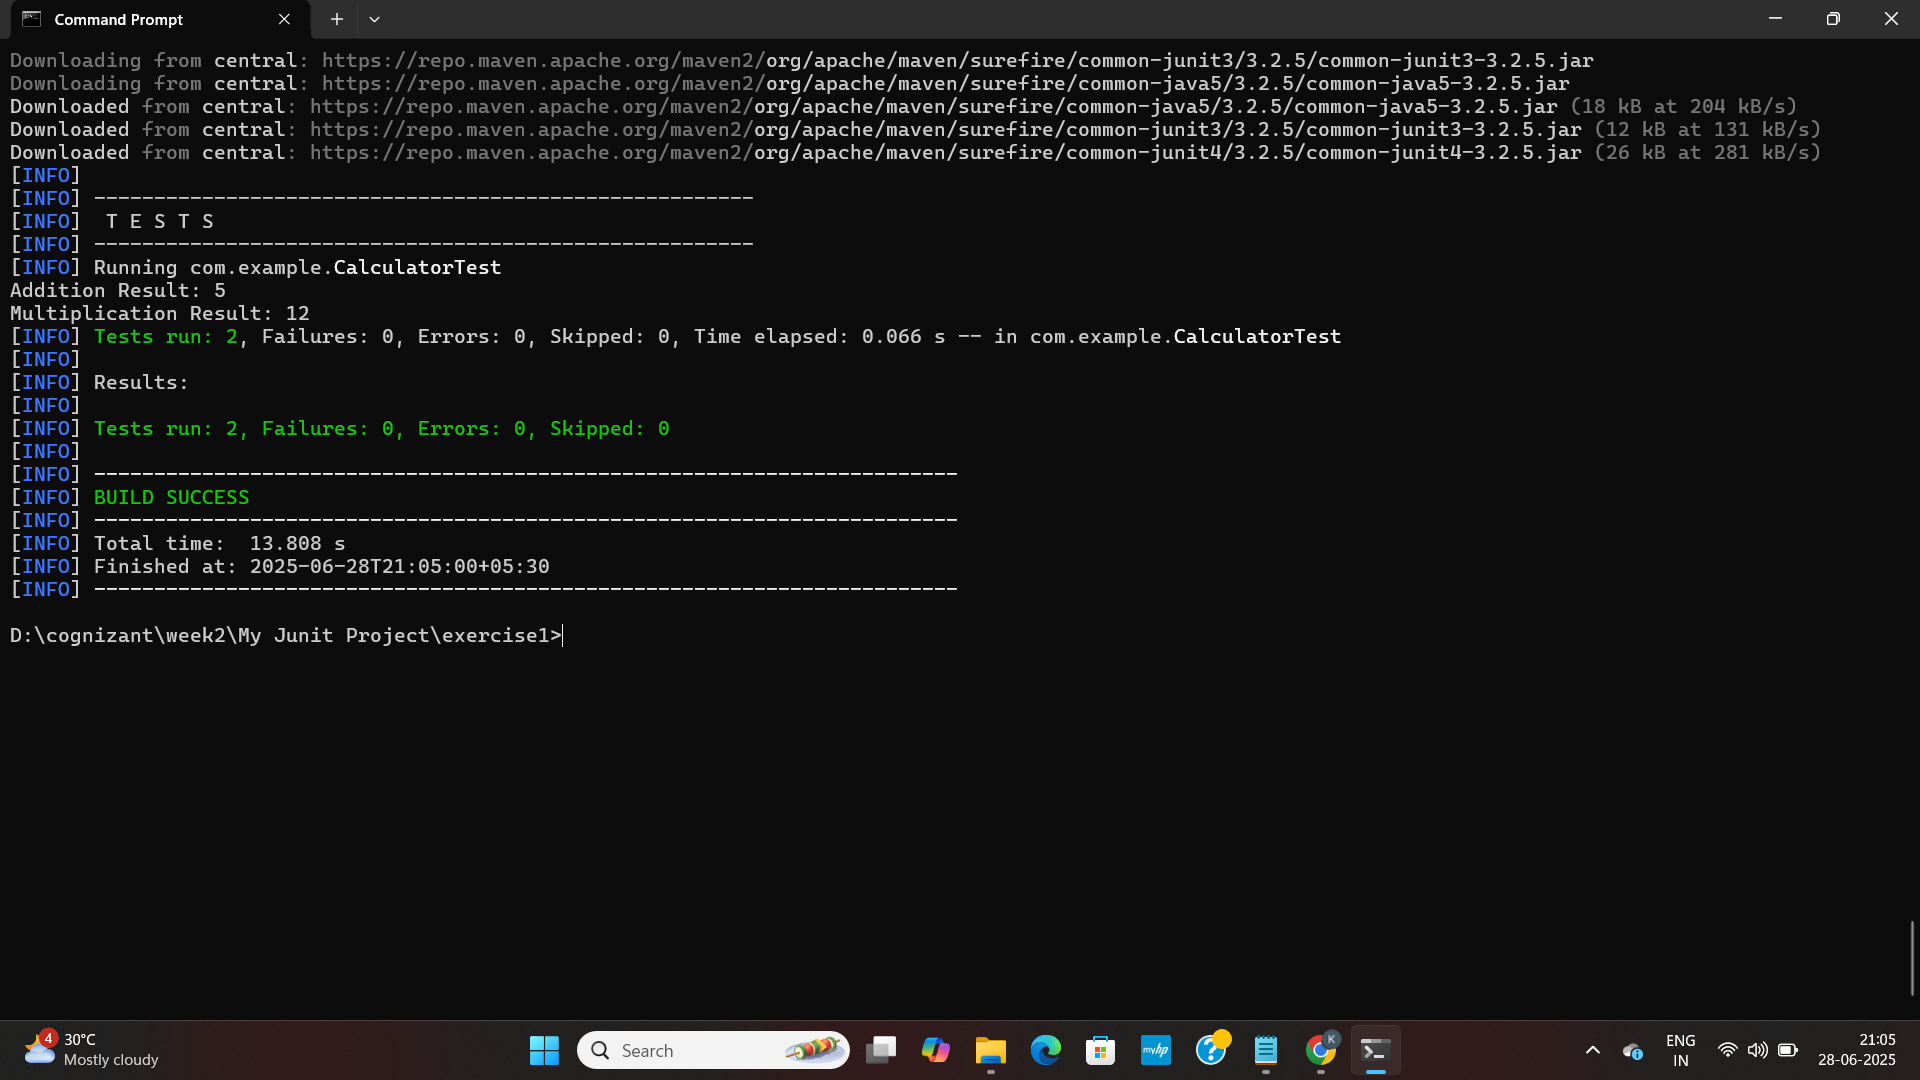 Command Prompt
Downloading from central: https://repo.maven.apache.org/maven2/org/apache/maven/surefire/common-junit3/3.2.5/common-junit3-3.2.5.jar
Downloading from central: https://repo.maven.apache.org/maven2/org/apache/maven/surefire/common-java5/3.2.5/common-java5-3.2.5.jar
Downloaded from central: https://repo.maven.apache.org/maven2/org/apache/maven/surefire/common-java5/3.2.5/common-java5-3.2.5.jar (18 kB at 204 kB/s)
Downloaded from central: https://repo.maven.apache.org/maven2/org/apache/maven/surefire/common-junit3/3.2.5/common-junit3-3.2.5.jar (12 kB at 131 kB/s)
Downloaded from central: https://repo.maven.apache.org/maven2/org/apache/maven/surefire/common-junit4/3.2.5/common-junit4-3.2.5.jar (26 kB at 281 kB/s)
[INFO]
[INFO] -------------------------------------------------------
[INFO]  T E S T S
[INFO] -------------------------------------------------------
[INFO] Running com.example.CalculatorTest
Addition Result: 5
Multiplication Result: 12
[INFO] Tests run: 2, Failures: 0, Errors: 0, Skipped: 0, Time elapsed: 0.066 s -- in com.example.CalculatorTest
[INFO]
[INFO] Results:
[INFO]
[INFO] Tests run: 2, Failures: 0, Errors: 0, Skipped: 0
[INFO]
[INFO] ------------------------------------------------------------------------
[INFO] BUILD SUCCESS
[INFO] ------------------------------------------------------------------------
[INFO] Total time:  13.808 s
[INFO] Finished at: 2025-06-28T21:05:00+05:30
[INFO] ------------------------------------------------------------------------
D:\cognizant\week2\My Junit Project\exercise1>
4
30°C
Mostly cloudy
Search
myhp
K
ENG
IN
21:05
28-06-2025